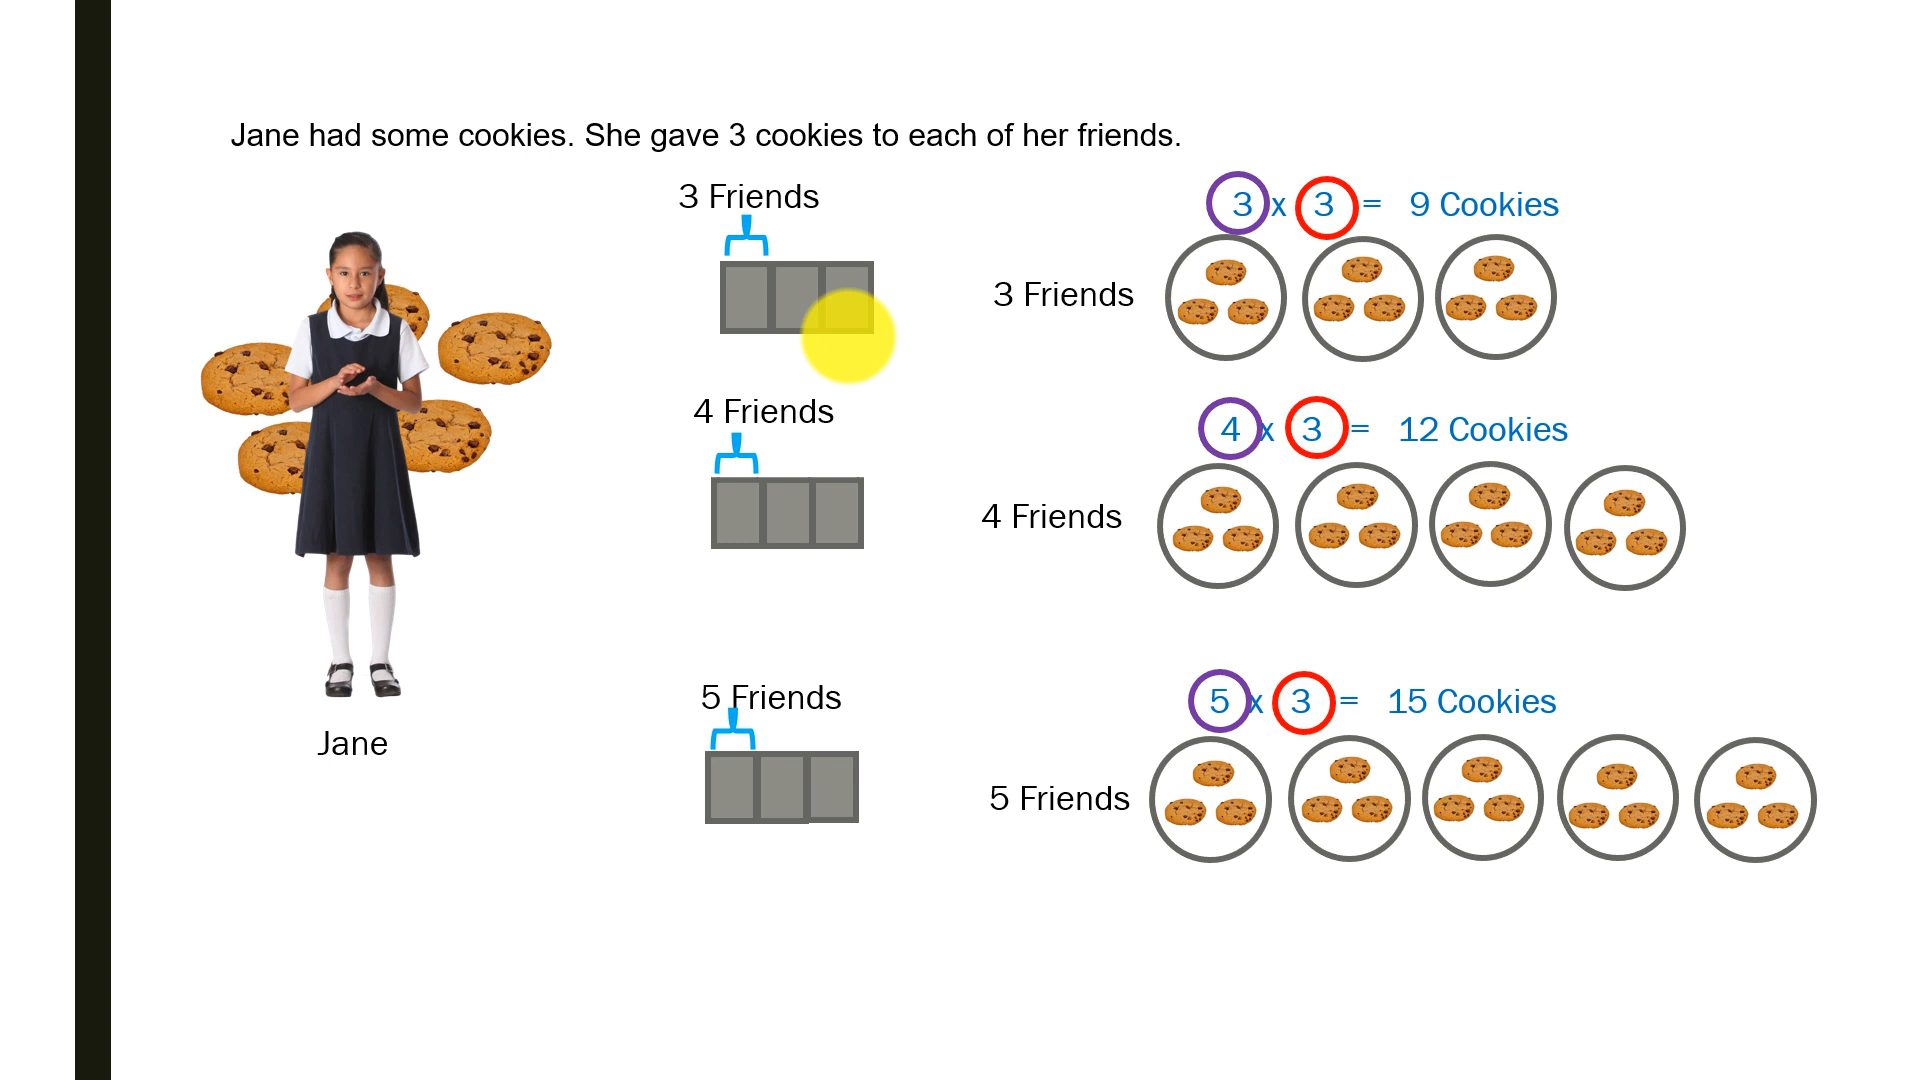 Jane had some cookies. She gave 3 cookies to each of her friends.
3 Friends
3 x 3 = 9 Cookies
3 Friends
4 Friends
4 x 3 = 12 Cookies
4 Friends
5 Friends
5 x 3 = 15 Cookies
5 Friends
Jane